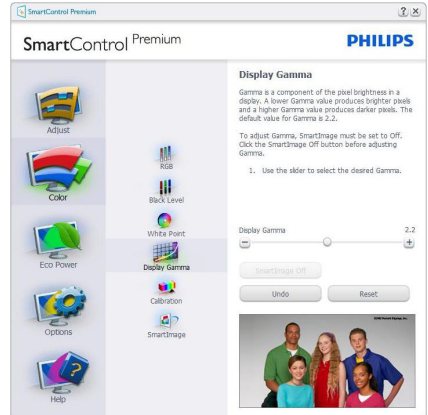 SmartControl Premium
SmartControl Premium
PHILIPS
Adjust
Color
Eco Power
Options
Help
RGB
Black Level
White Point
Display Gamma
Calibration
SmartImage
Display Gamma
Gamma is a component of the pixel brightness in a
display. A lower Gamma value produces brighter pixels
and a higher Gamma value produces darker pixels. The
default value for Gamma is 2.2.
To adjust Gamma, SmartImage must be set to Off.
Click the SmartImage Off button before adjusting
Gamma.
1. Use the slider to select the desired Gamma.
Display Gamma 2.2
SmartImage Off
Undo
Reset